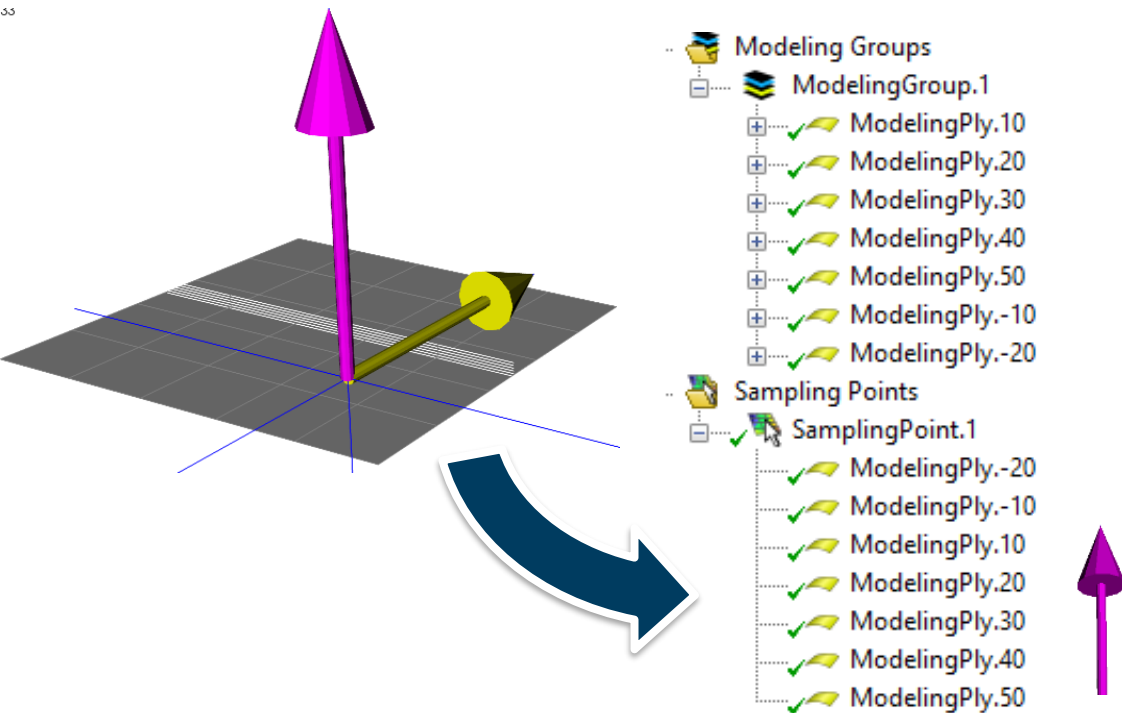 33
Modeling Groups
ModelingGroup.1
ModelingPly.10
ModelingPly.20
ModelingPly.30
ModelingPly.40
ModelingPly.50
ModelingPly.-10
ModelingPly.-20
Sampling Points
SamplingPoint.1
ModelingPly.-20
ModelingPly.-10
ModelingPly.10
ModelingPly.20
ModelingPly.30
ModelingPly.40
ModelingPly.50